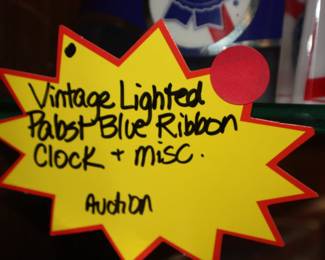 Vintage Lighted
Pabst Blue Ribbon
Clock + misc.
Auction